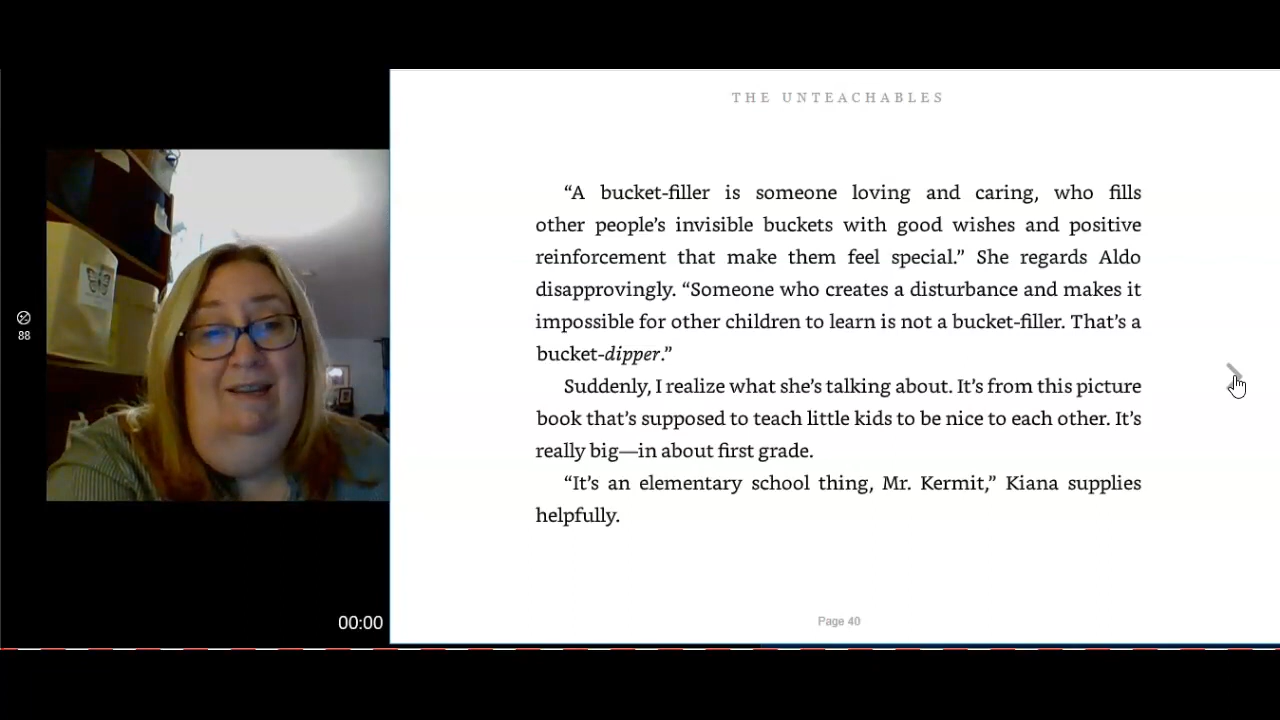 THE UNTEACHABLES
“A bucket-filler is someone loving and caring, who fills
other people’s invisible buckets with good wishes and positive
reinforcement that make them feel special.” She regards Aldo
disapprovingly. “Someone who creates a disturbance and makes it
impossible for other children to learn is not a bucket-filler. That’s a
bucket-dipper.”
Suddenly, I realize what she’s talking about. It’s from this picture
book that’s supposed to teach little kids to be nice to each other. It’s
really big—in about first grade.
“It’s an elementary school thing, Mr. Kermit,” Kiana supplies
helpfully.
Page 40
88
00:00